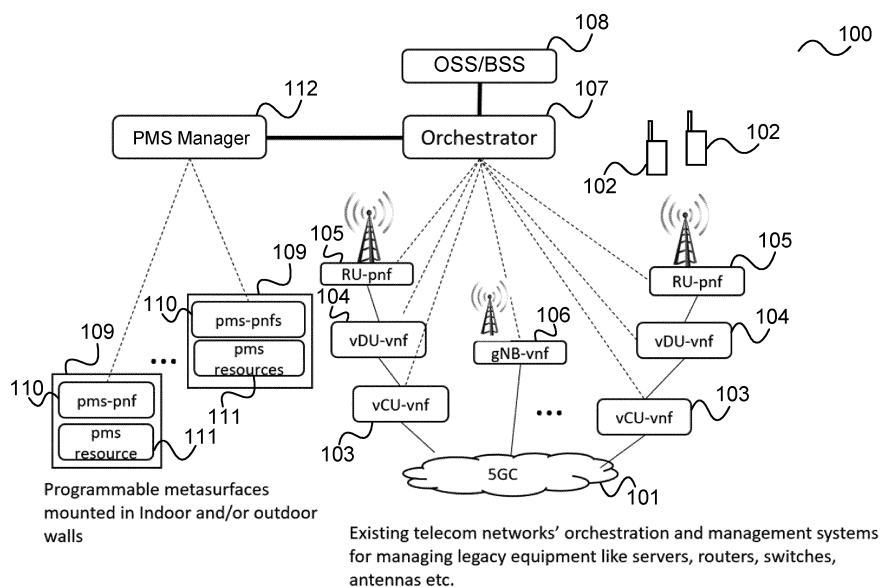 108
100
OSS/BSS
112
107
PMS Manager
Orchestrator
102
102
105
105
RU-pnf
RU-pnf
109
104
106
104
110
pms-pnfs
vDU-vnf
gNB-vnf
vDU-vnf
109
pms
resources
...
110
pms-pnf
111
vCU-vnf
...
vCU-vnf
103
pms
resource
111
103
5GC
101
Programmable metasurfaces
mounted in Indoor and/or outdoor
walls
Existing telecom networks’ orchestration and management systems
for managing legacy equipment like servers, routers, switches,
antennas etc.